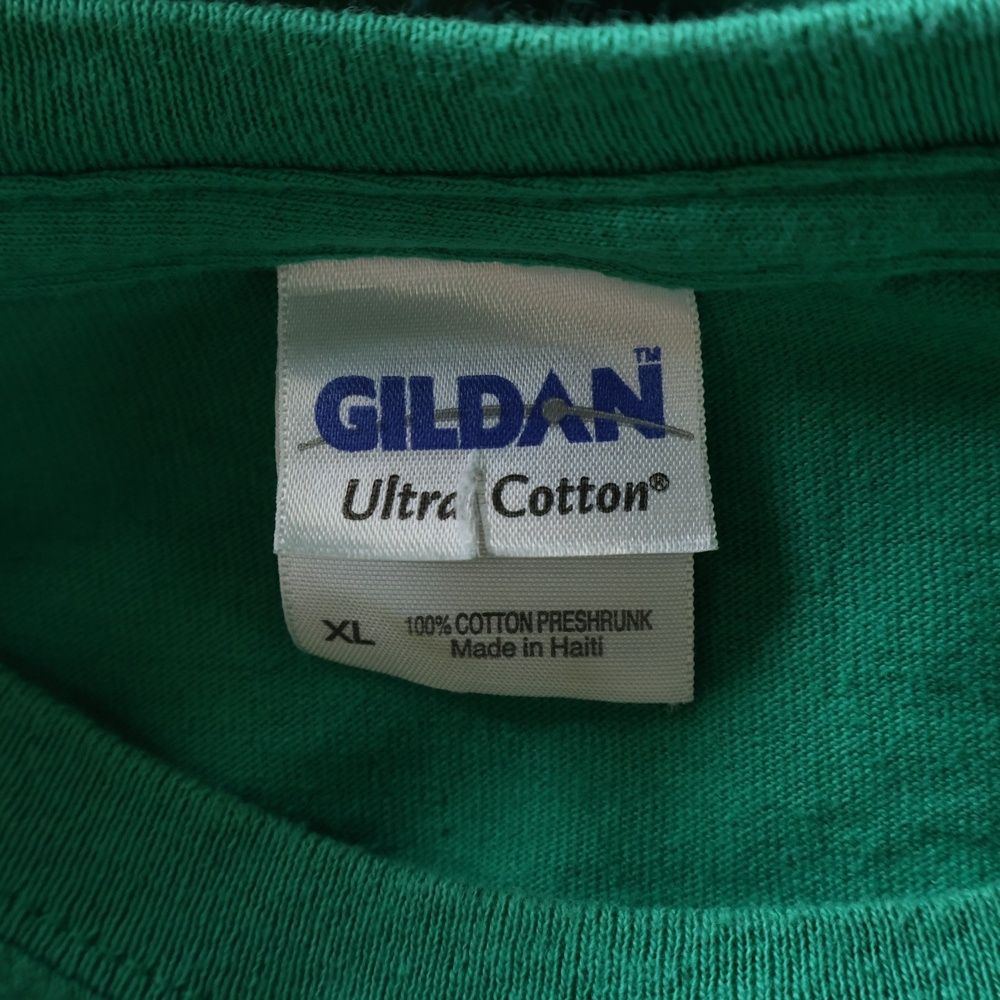 GILDAN™
Ultra Cotton®
XL 100% COTTON PRESHRUNK
Made in Haiti